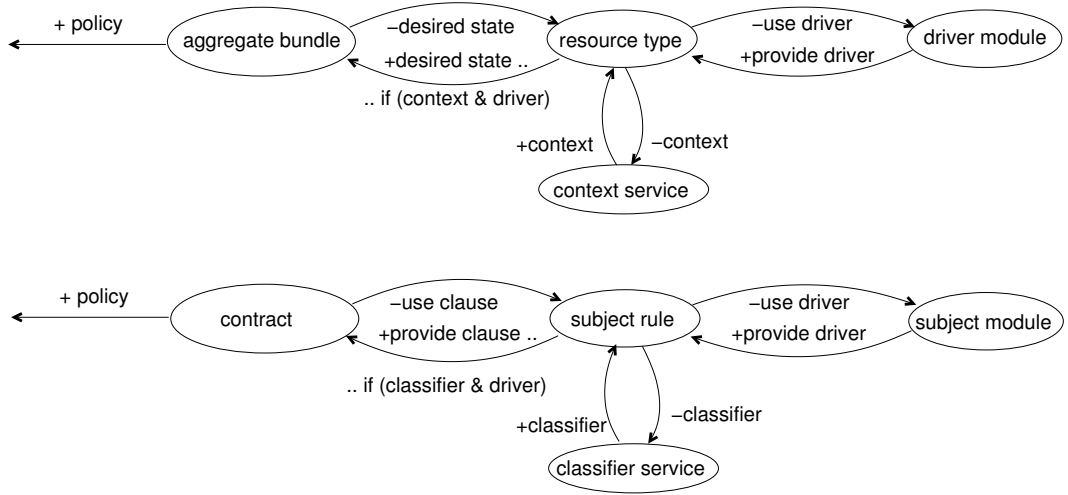 + policy
aggregate bundle
−desired state
+desired state ..
.. if (context & driver)
resource type
−use driver
+provide driver
driver module
+context
−context
context service
+ policy
contract
−use clause
+provide clause ..
.. if (classifier & driver)
subject rule
−use driver
+provide driver
subject module
+classifier
−classifier
classifier service